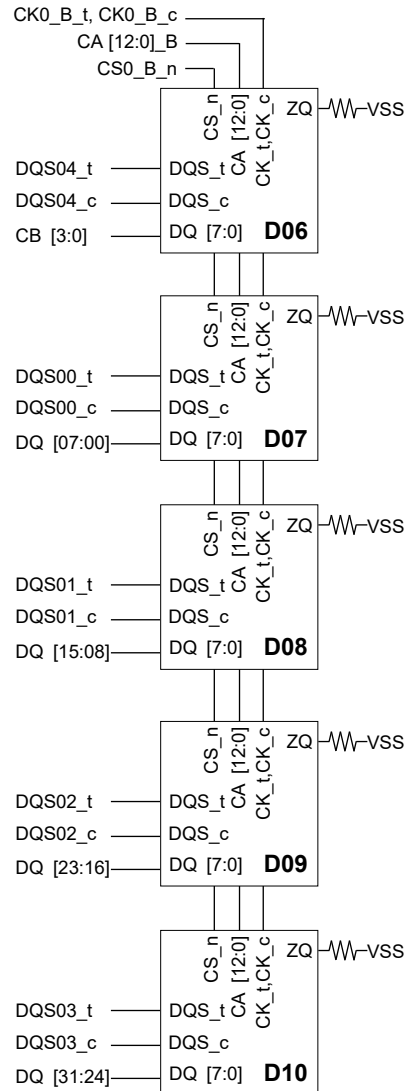 CK0_B_t, CK0_B_c
CA [12:0]_B
CS0_B_n
CS_n
CA [12:0]
CK_t,CK_c
ZQ
VSS
DQS04_t
DQS_t
DQS04_c
DQS_c
CB [3:0]
DQ [7:0]
D06
CS_n
CA [12:0]
CK_t,CK_c
ZQ
VSS
DQS00_t
DQS_t
DQS00_c
DQS_c
DQ [07:00]
DQ [7:0]
D07
CS_n
CA [12:0]
CK_t,CK_c
ZQ
VSS
DQS01_t
DQS_t
DQS01_c
DQS_c
DQ [15:08]
DQ [7:0]
D08
CS_n
CA [12:0]
CK_t,CK_c
ZQ
VSS
DQS02_t
DQS_t
DQS02_c
DQS_c
DQ [23:16]
DQ [7:0]
D09
CS_n
CA [12:0]
CK_t,CK_c
ZQ
VSS
DQS03_t
DQS_t
DQS03_c
DQS_c
DQ [31:24]
DQ [7:0]
D10